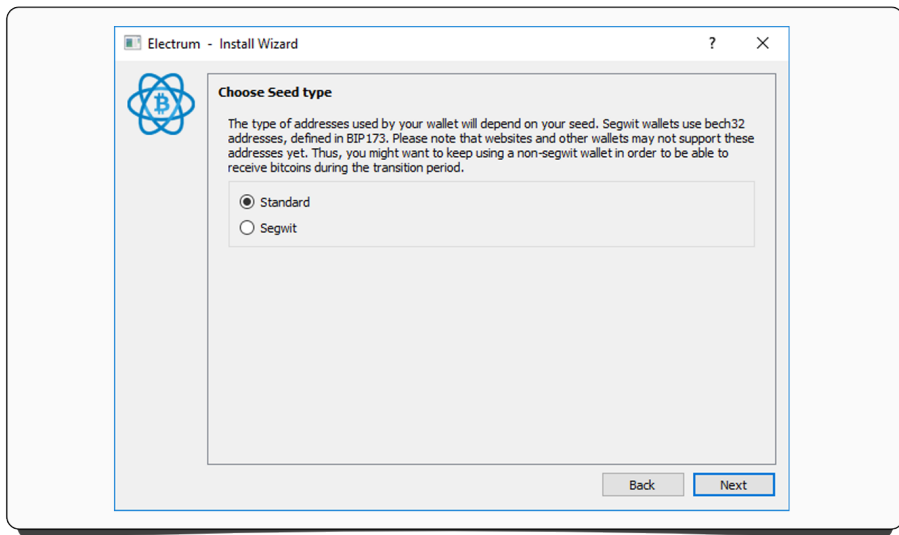 Electrum - Install Wizard
?
Choose Seed type
The type of addresses used by your wallet will depend on your seed. Segwit wallets use bech32
addresses, defined in BIP173. Please note that websites and other wallets may not support these
addresses yet. Thus, you might want to keep using a non-segwit wallet in order to be able to
receive bitcoins during the transition period.
Standard
Segwit
Back
Next